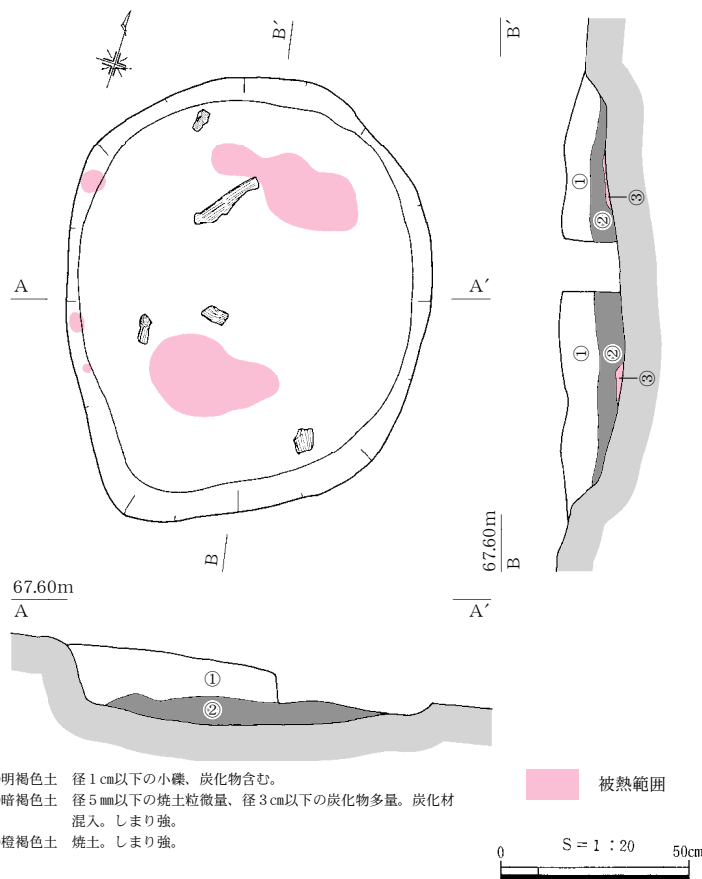 B′
B′
①
②
③
A
A′
①
②
③
B
67.60m
B
67.60m
A
A′
①
②
明褐色土 径1㎝以下の小礫、炭化物含む。
暗褐色土 径5㎜以下の焼土粒微量、径3㎝以下の炭化物多量。炭化材
混入。しまり強。
橙褐色土 焼土。しまり強。
被熱範囲
S=1:20
0 50cm